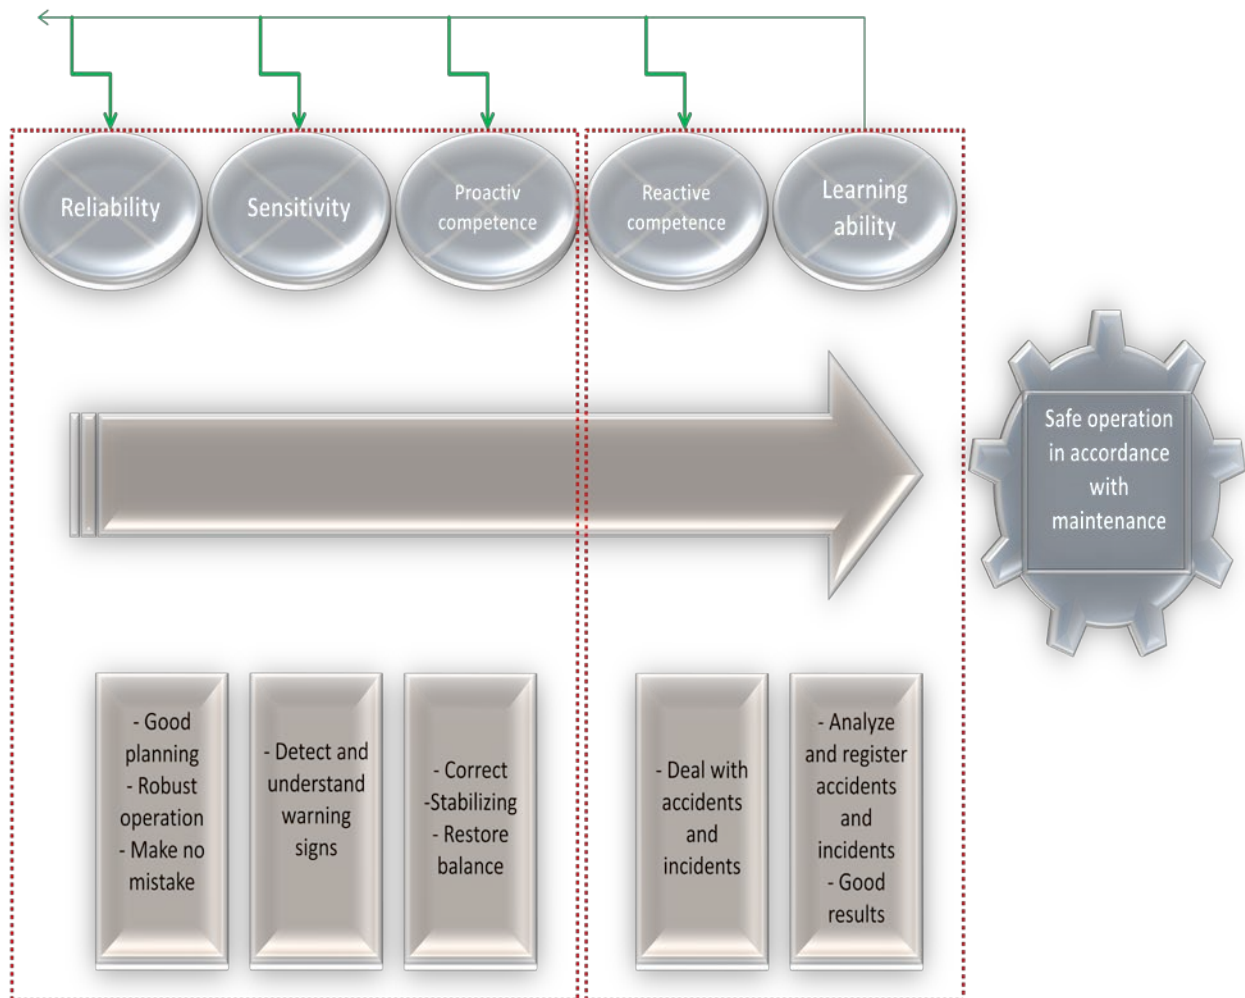 Reliability
Sensitivity
Proactiv
competence
Reactive
competence
Learning
ability
Safe operation
in accordance
with
maintenance
- Good
planning
- Robust
operation
- Make no
mistake
- Detect and
understand
warning
signs
- Correct
-Stabilizing
- Restore
balance
- Deal with
accidents
and
incidents
- Analyze
and register
accidents
and
incidents
- Good
results